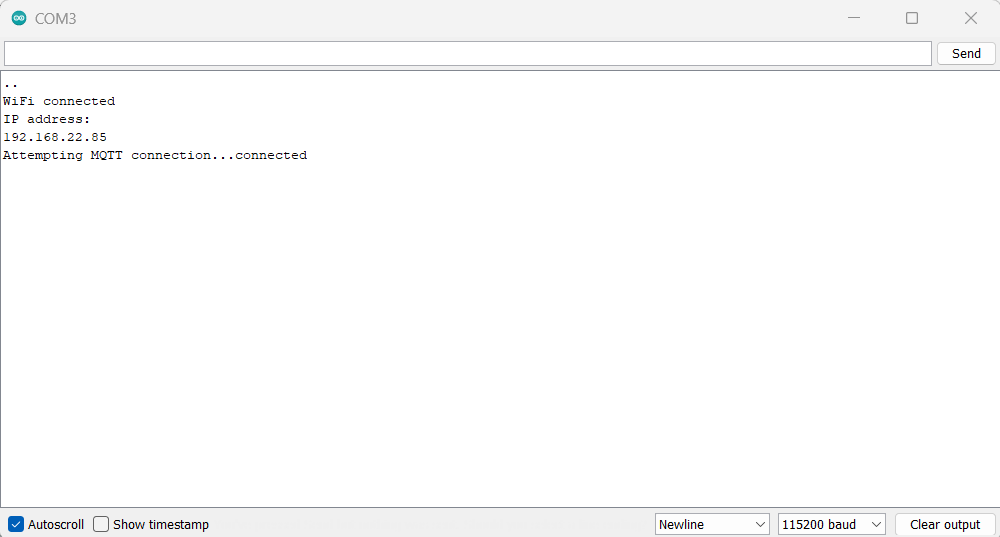 COM3
Send
..
WiFi connected
IP address:
192.168.22.85
Attempting MQTT connection...connected
Autoscroll
Show timestamp
Newline
115200 baud
Clear output